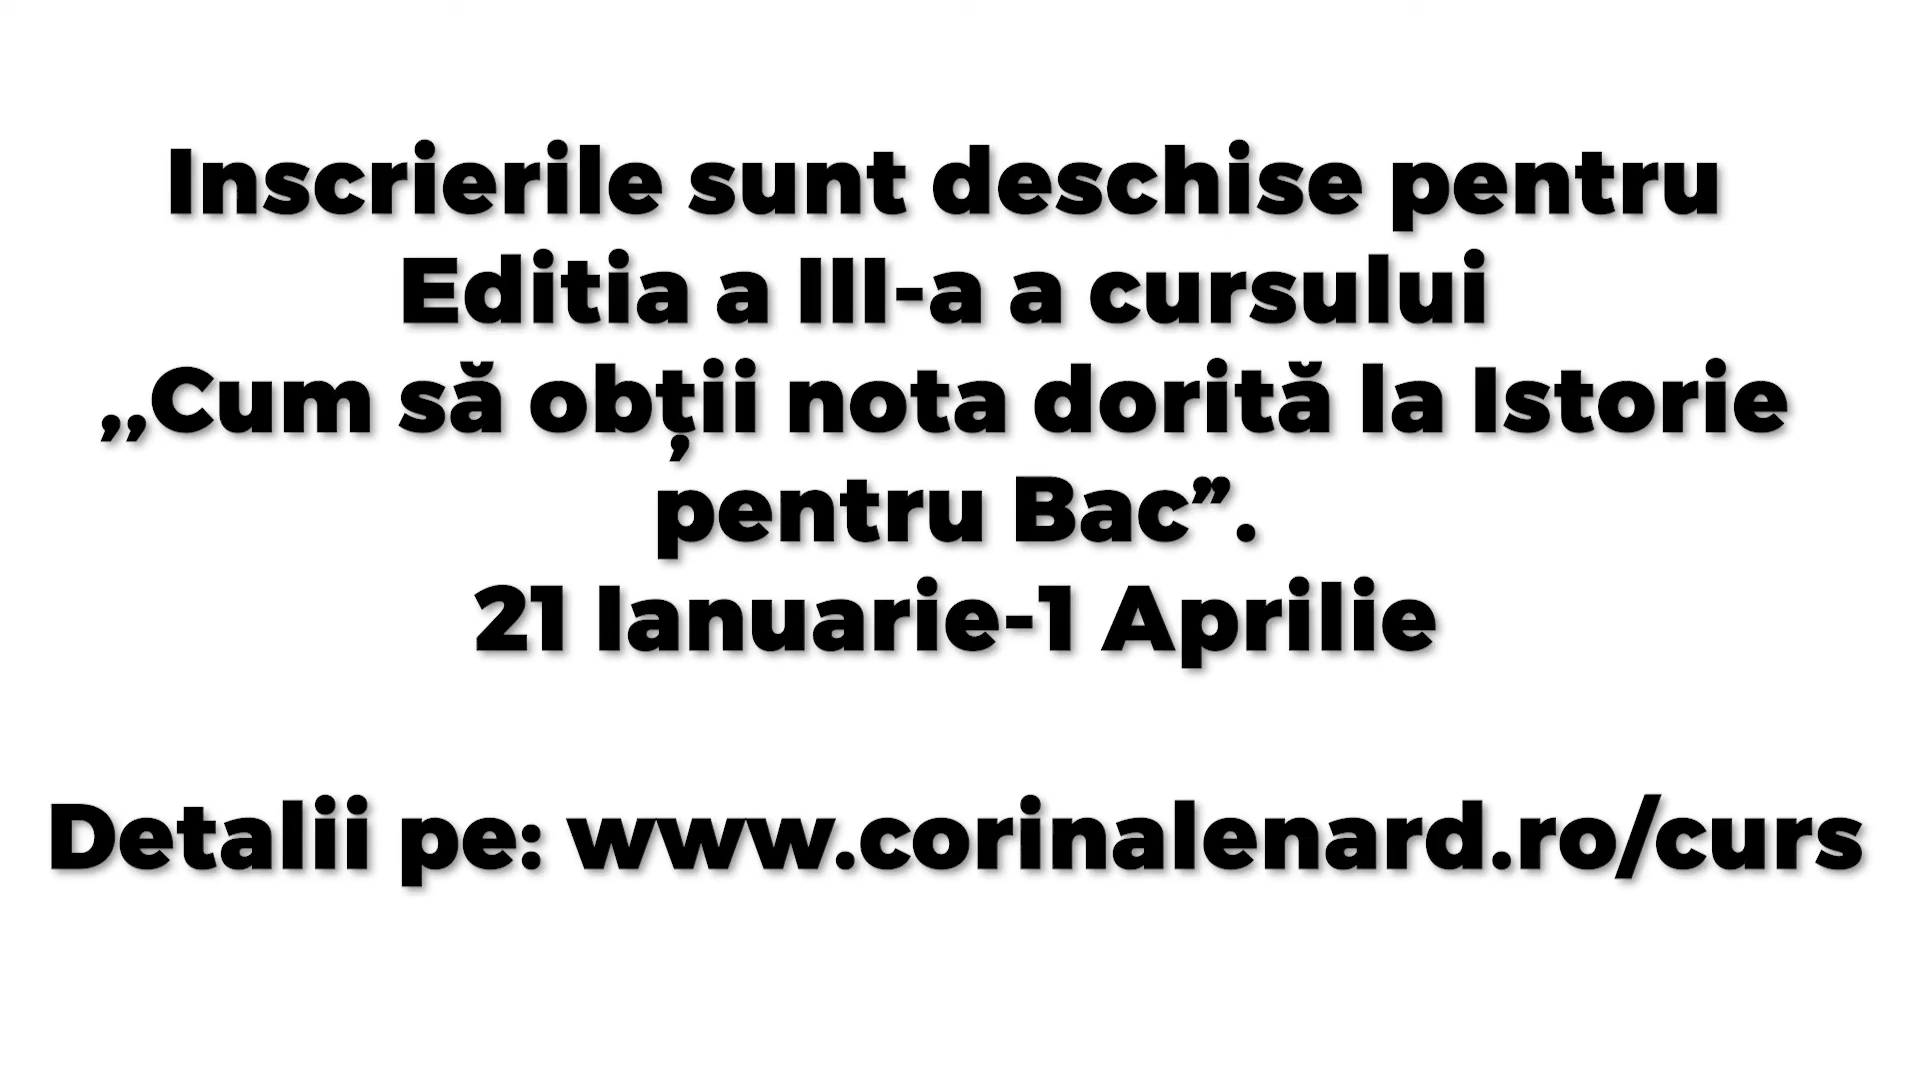 Inscrierile sunt deschise pentru
Editia a III-a a cursului
,,Cum să obții nota dorită la Istorie
pentru Bac”.
21 Ianuarie-1 Aprilie
Detalii pe: www.corinalenard.ro/curs